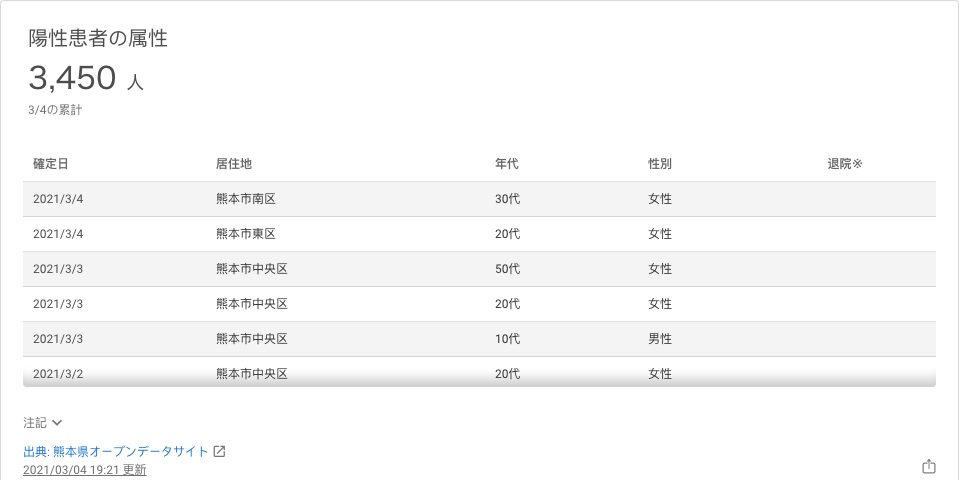 陽性患者の属性
3,450 人
3/4の累計
確定日 居住地 年代 性別 退院※
2021/3/4 熊本市南区 30代 女性
2021/3/4 熊本市東区 20代 女性
2021/3/3 熊本市中央区 50代 女性
2021/3/3 熊本市中央区 20代 女性
2021/3/3 熊本市中央区 10代 男性
2021/3/2 熊本市中央区 20代 女性
注記
出典: 熊本県オープンデータサイト
2021/03/04 19:21 更新